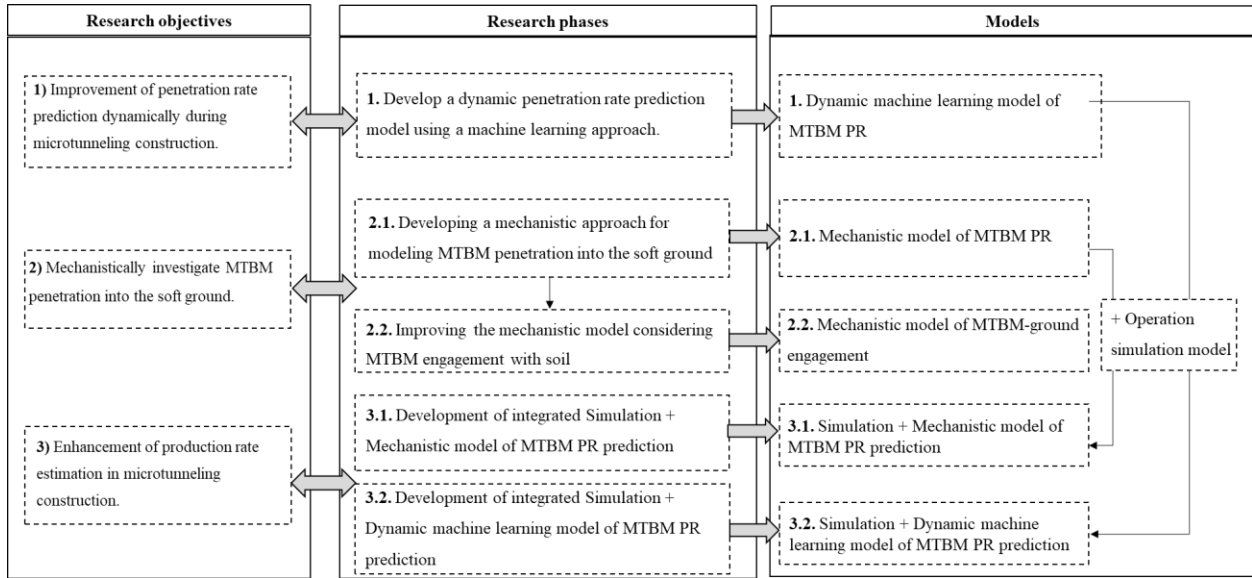 Research objectives
1) Improvement of penetration rate
prediction dynamically during
microtunneling construction.
2) Mechanistically investigate MTBM
penetration into the soft ground.
3) Enhancement of production rate
estimation in microtunneling
construction.
Research phases
1. Develop a dynamic penetration rate prediction
model using a machine learning approach.
2.1. Developing a mechanistic approach for
modeling MTBM penetration into the soft ground
2.2. Improving the mechanistic model considering
MTBM engagement with soil
3.1. Development of integrated Simulation +
Mechanistic model of MTBM PR prediction
3.2. Development of integrated Simulation +
Dynamic machine learning model of MTBM PR
prediction
Models
1. Dynamic machine learning model of
MTBM PR
2.1. Mechanistic model of MTBM PR
2.2. Mechanistic model of MTBM-ground
engagement
+ Operation
simulation model
3.1. Simulation + Mechanistic model of
MTBM PR prediction
3.2. Simulation + Dynamic machine
learning model of MTBM PR prediction